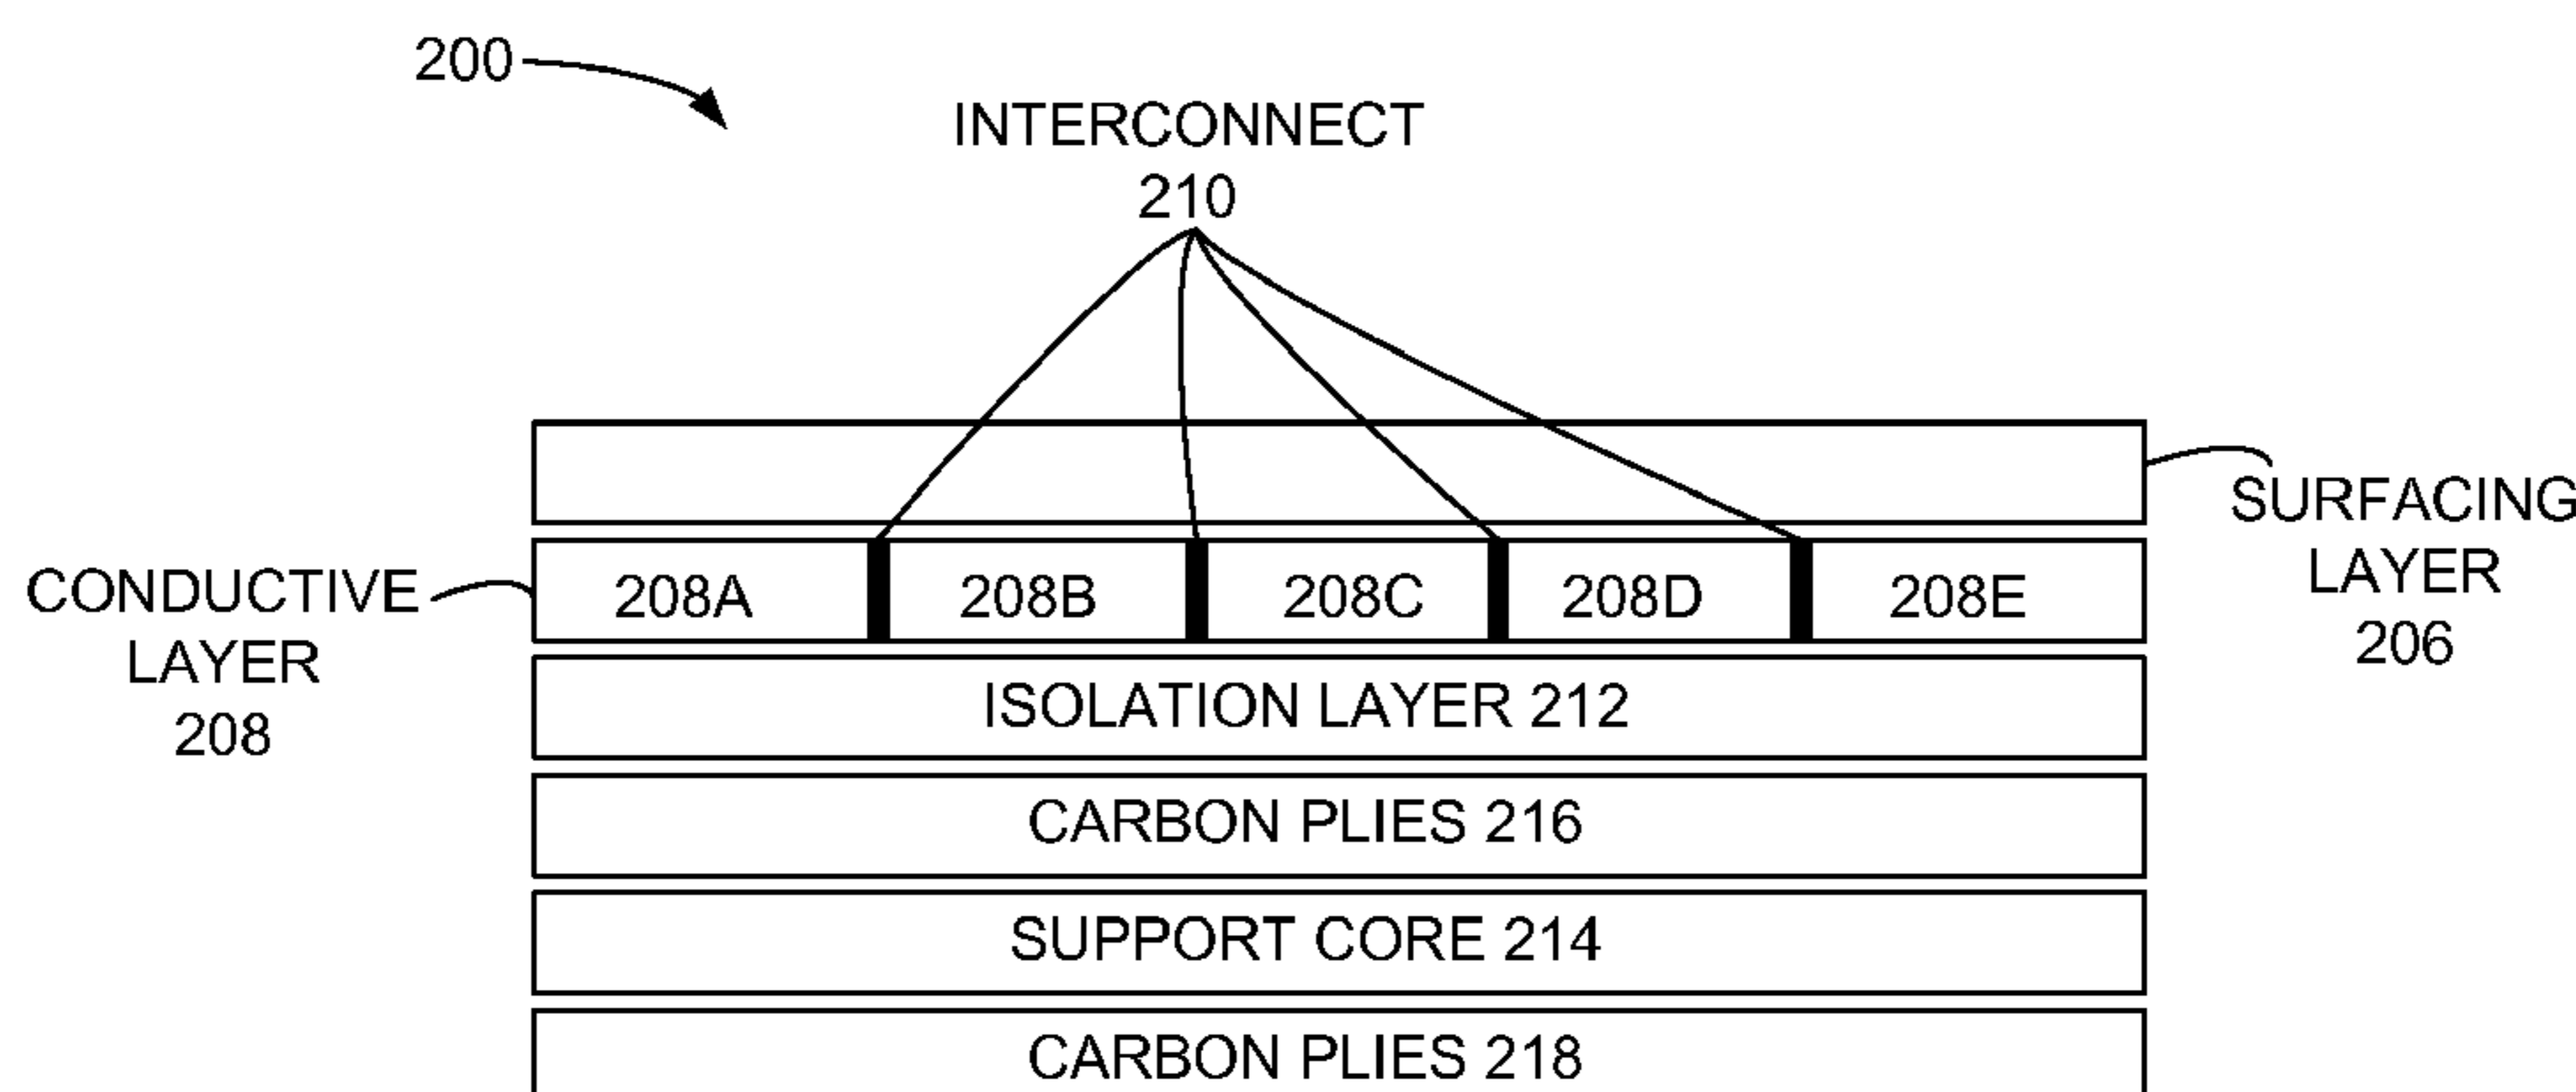 200
INTERCONNECT
210
SURFACING
LAYER
206
CONDUCTIVE
LAYER
208
208A 208B 208C 208D 208E
ISOLATION LAYER 212
CARBON PLIES 216
SUPPORT CORE 214
CARBON PLIES 218